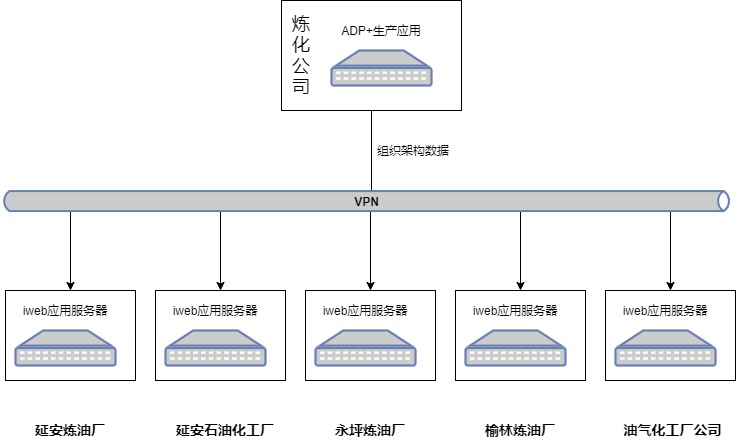 炼化公司
ADP+生产应用
组织架构数据
VPN
iweb应用服务器
iweb应用服务器
iweb应用服务器
iweb应用服务器
iweb应用服务器
延安炼油厂
延安石油化工厂
永坪炼油厂
榆林炼油厂
油气化工厂公司